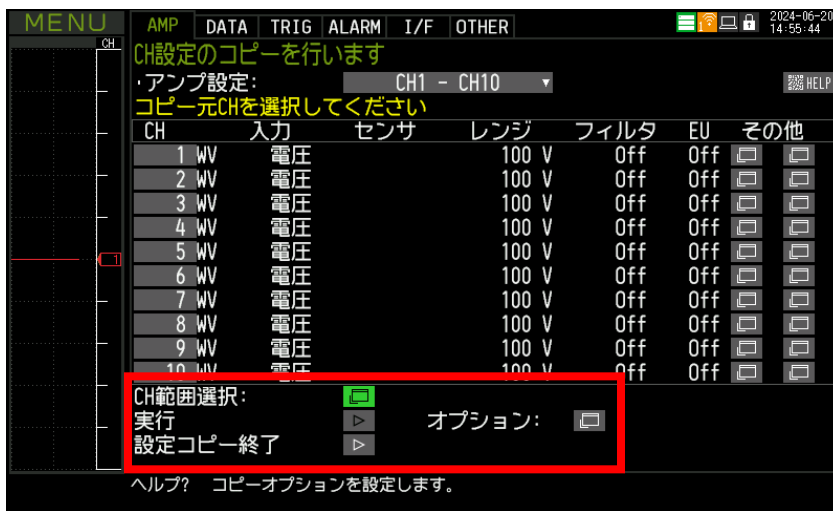 MENU AMP DATA TRIG ALARM I/F OTHER 2024-06-20
14:55:44
CH CH設定のコピーを行います
・アンプ設定: CH1 - CH10 ▼ HELP
コピー元CHを選択してください
CH 入力 センサ レンジ フィルタ EU その他
1 WV 電圧 100 V Off Off
2 WV 電圧 100 V Off Off
3 WV 電圧 100 V Off Off
4 WV 電圧 100 V Off Off
5 WV 電圧 100 V Off Off
1
6 WV 電圧 100 V Off Off
7 WV 電圧 100 V Off Off
8 WV 電圧 100 V Off Off
9 WV 電圧 100 V Off Off
10 WV 電圧 100 V Off Off
CH範囲選択:
実行 オプション:
設定コピー終了
ヘルプ? コピーオプションを設定します。